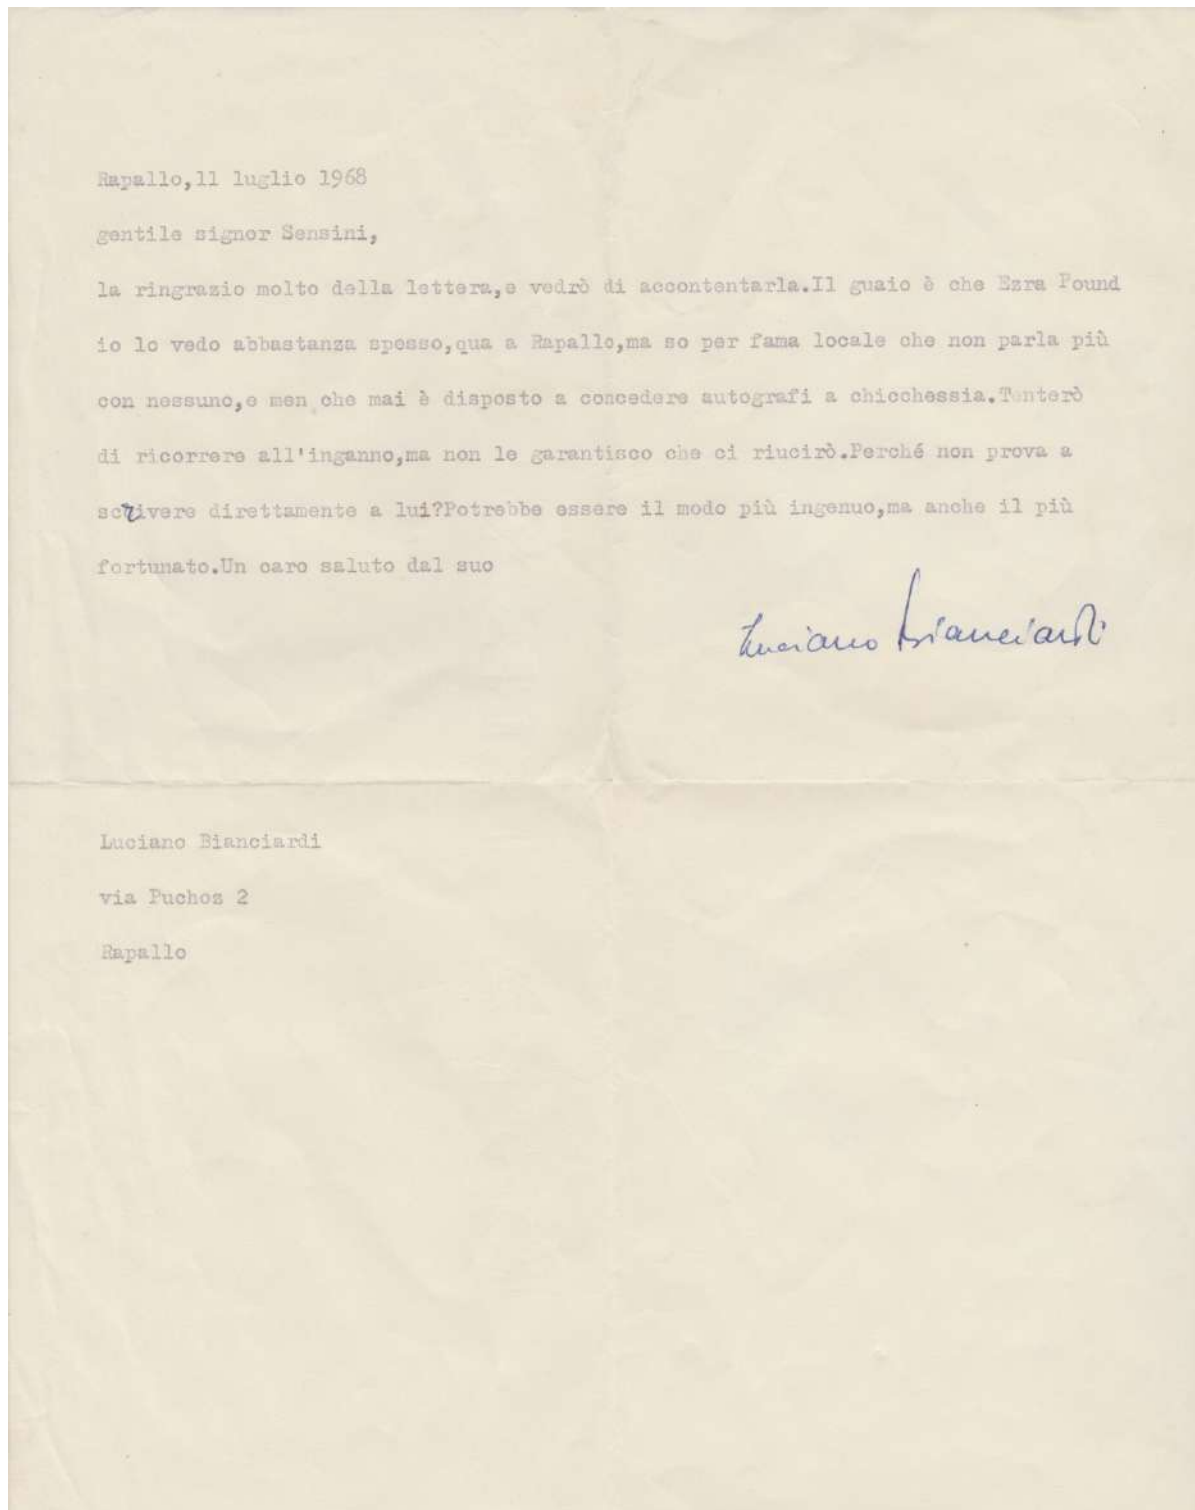 Rapallo,11 luglio 1968
gentile signor Sensini,
la ringrazio molto della lettera,e vedrò di accontentarla.Il guaio è che Ezra Pound
io lo vedo abbastanza spesso,qua a Rapallo,ma so per fama locale che non parla più
con nessuno,e men che mai è disposto a concedere autografi a chicchessia.Tenterò
di ricorrere all'inganno,ma non le garantisco che ci riucirò.Perché non prova a
scrivere direttamente a lui?Potrebbe essere il modo più ingenuo,ma anche il più
fortunato.Un caro saluto dal suo
Luciano Bianciardi
Luciano Bianciardi
via Puchoz 2
Rapallo